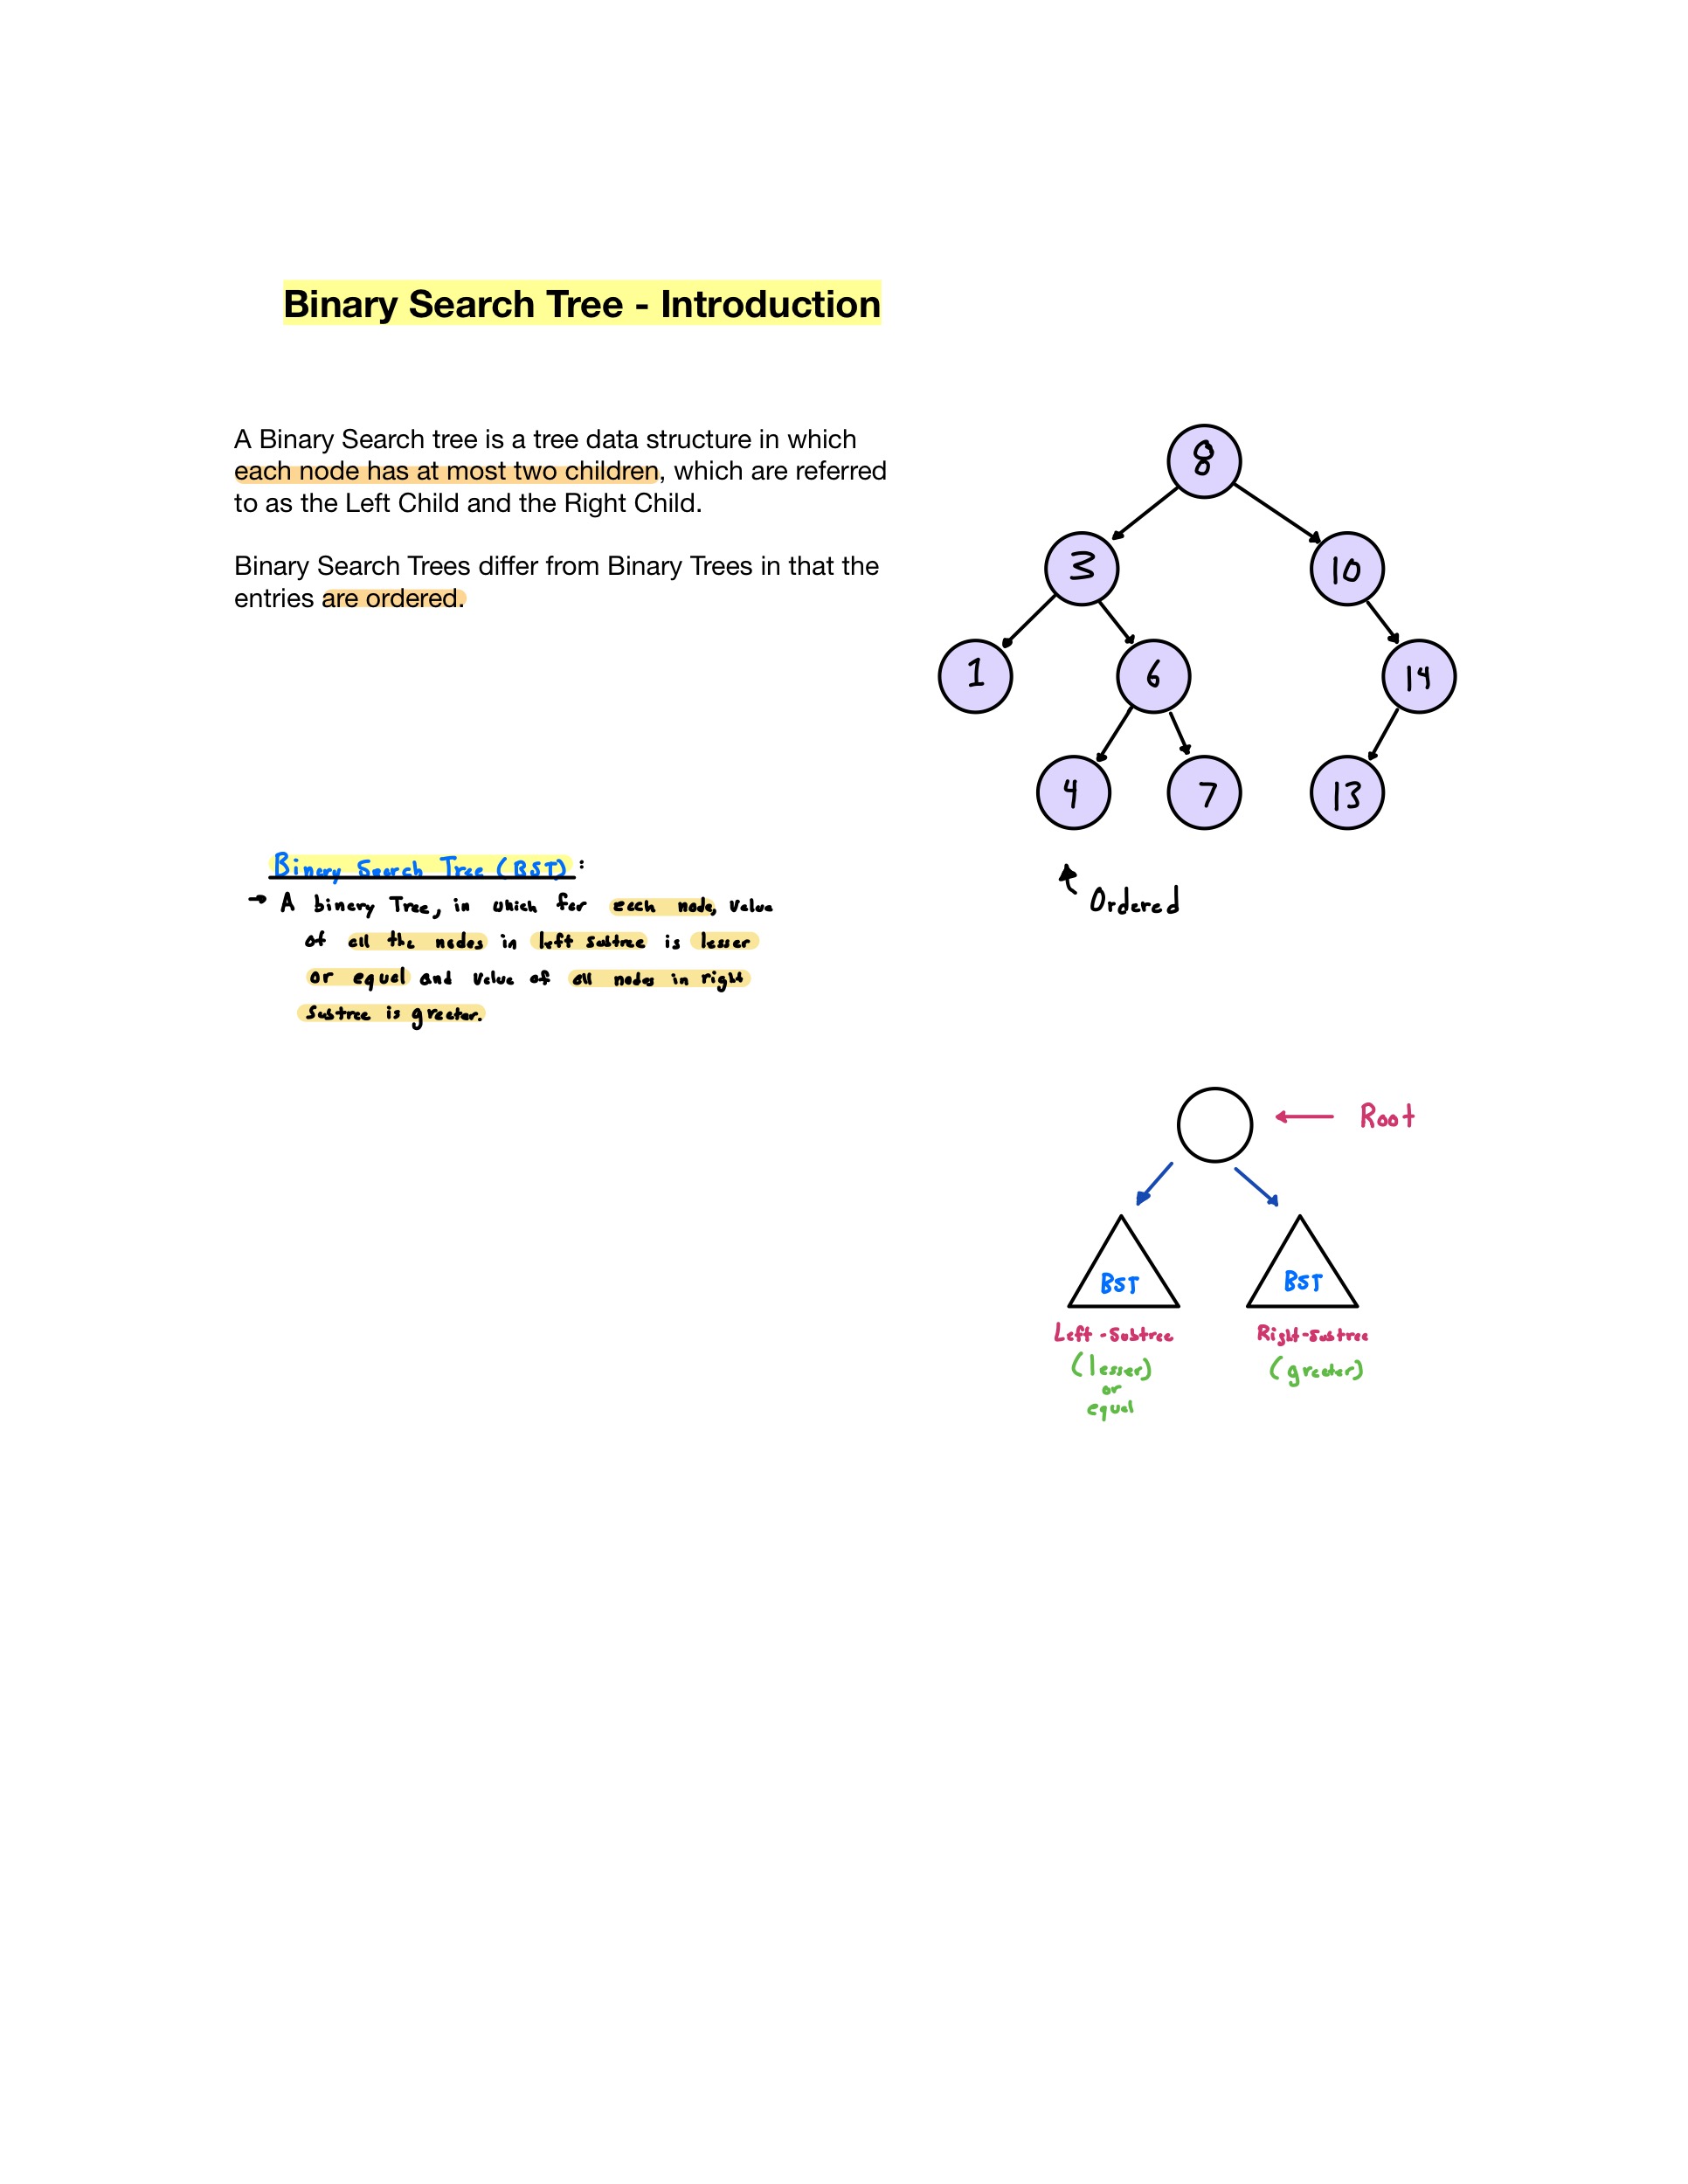 Binary Search Tree - Introduction
A Binary Search tree is a tree data structure in which
each node has at most two children, which are referred
to as the Left Child and the Right Child.
Binary Search Trees differ from Binary Trees in that the
entries are ordered.
8
3
10
1
6
14
4
7
13
Ordered
Binary Search Tree (BST) :
→ A binary Tree, in which for each node, value
of all the nodes in left subtree is lesser
or equal and value of all nodes in right
Subtree is greater.
Root
BST
BST
Left-Subtree
Right-Subtree
(lesser)
(greater)
or
equal